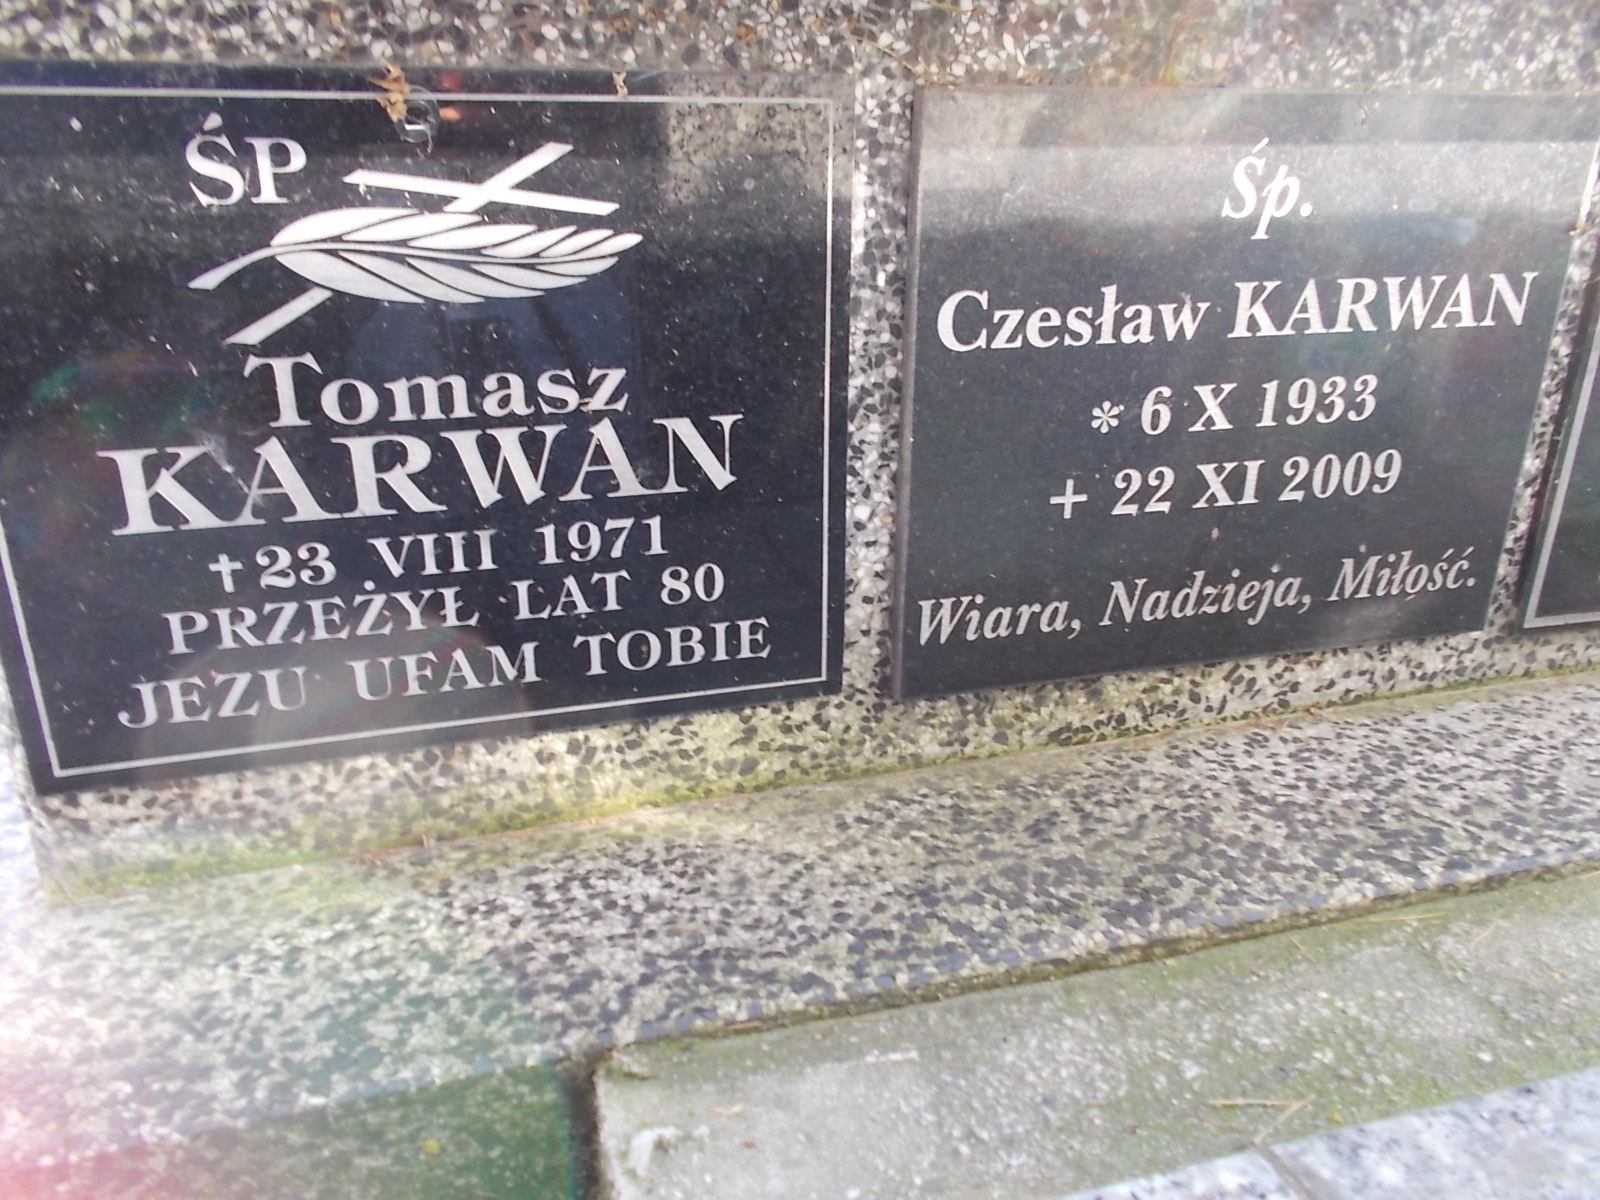 ŚP
Tomasz
KARWAN
✝ 23 VIII 1971
PRZEŻYŁ LAT 80
JEZU UFAM TOBIE
Śp.
Czesław KARWAN
* 6 X 1933
+ 22 XI 2009
Wiara, Nadzieja, Miłość.